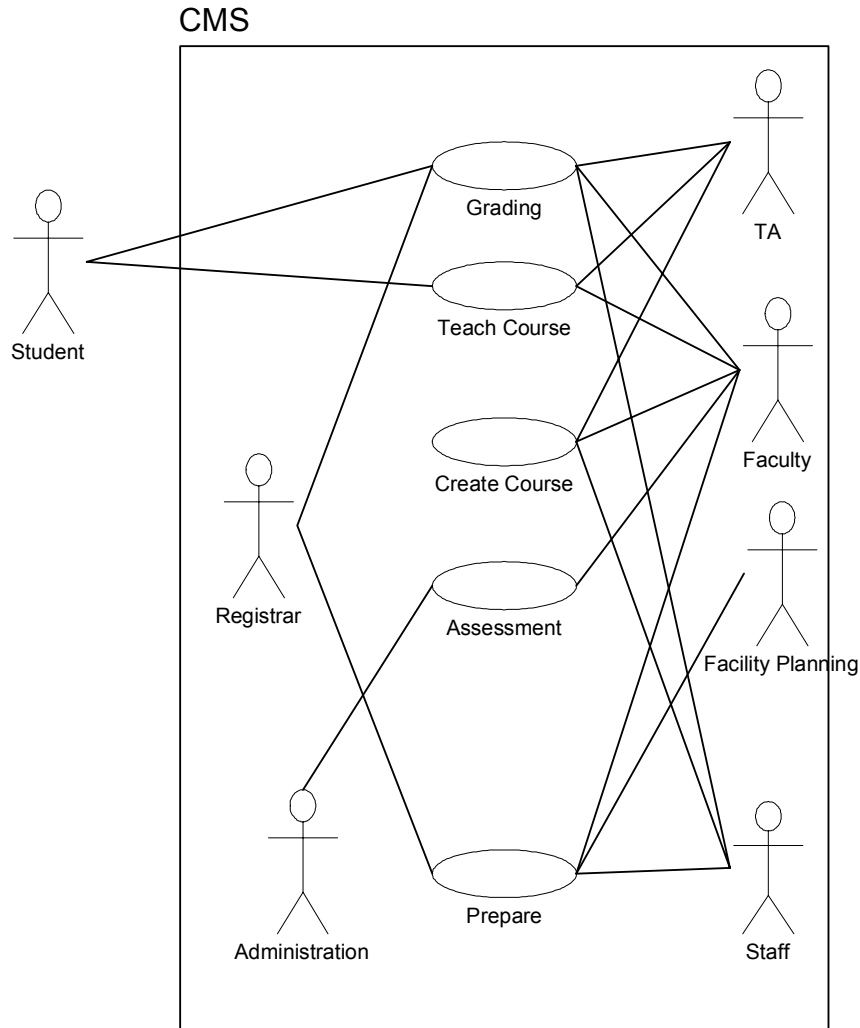 CMS
Grading
TA
Teach Course
Student
Create Course
Faculty
Registrar
Assessment
Facility Planning
Administration
Prepare
Staff